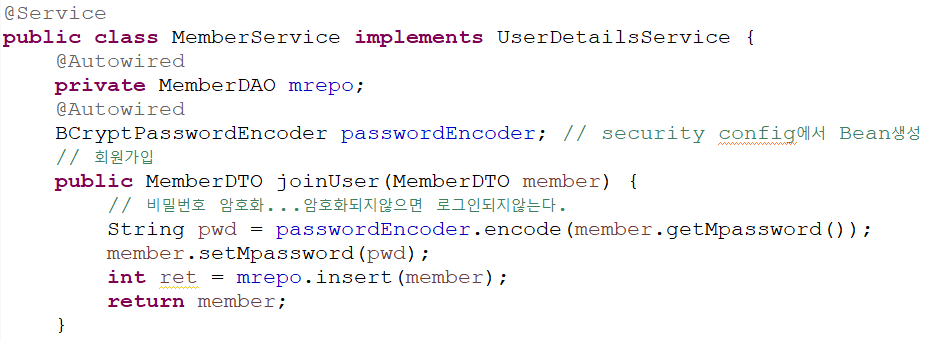 @Service
public class MemberService implements UserDetailsService {
    @Autowired
    private MemberDAO mrepo;
    @Autowired
    BCryptPasswordEncoder passwordEncoder; // security config에서 Bean생성
    // 회원가입
    public MemberDTO joinUser(MemberDTO member) {
        // 비밀번호 암호화...암호화되지않으면 로그인되지않는다.
        String pwd = passwordEncoder.encode(member.getMpassword());
        member.setMpassword(pwd);
        int ret = mrepo.insert(member);
        return member;
    }